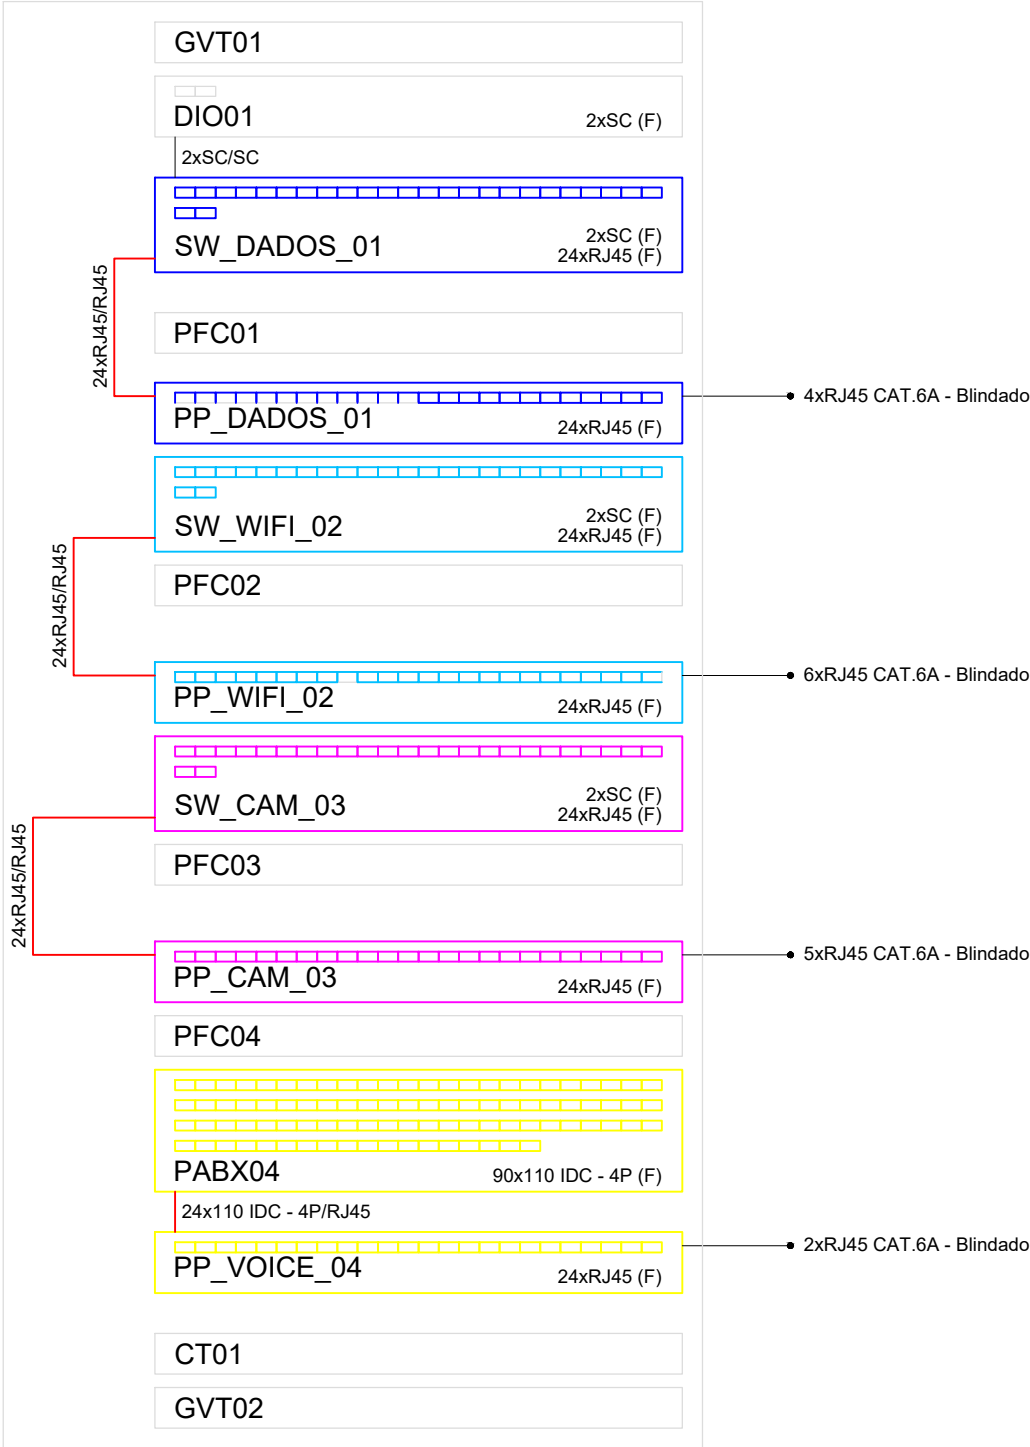 GVT01
DIO01
2xSC (F)
2xSC/SC
SW_DADOS_01
2xSC (F)
24xRJ45 (F)
24xRJ45/RJ45
PFC01
PP_DADOS_01
24xRJ45 (F)
4xRJ45 CAT.6A - Blindado
SW_WIFI_02
2xSC (F)
24xRJ45 (F)
24xRJ45/RJ45
PFC02
PP_WIFI_02
24xRJ45 (F)
6xRJ45 CAT.6A - Blindado
SW_CAM_03
2xSC (F)
24xRJ45 (F)
24xRJ45/RJ45
PFC03
PP_CAM_03
24xRJ45 (F)
5xRJ45 CAT.6A - Blindado
PFC04
PABX04
90x110 IDC - 4P (F)
24x110 IDC - 4P/RJ45
PP_VOICE_04
24xRJ45 (F)
2xRJ45 CAT.6A - Blindado
CT01
GVT02